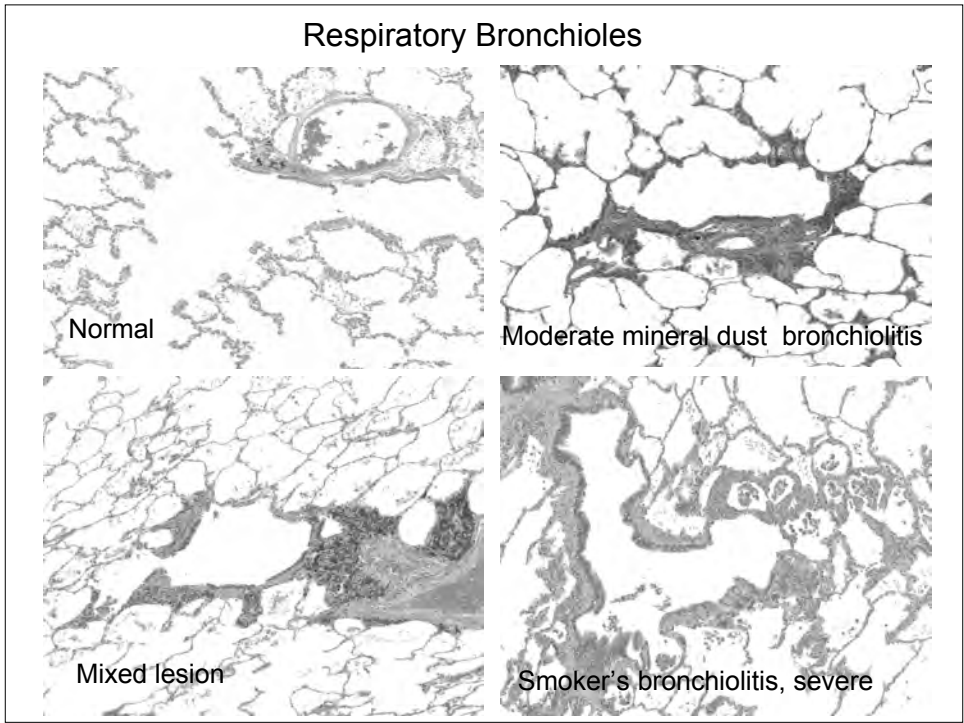 Respiratory Bronchioles
Normal
Moderate mineral dust bronchiolitis
Mixed lesion
Smoker's bronchiolitis, severe